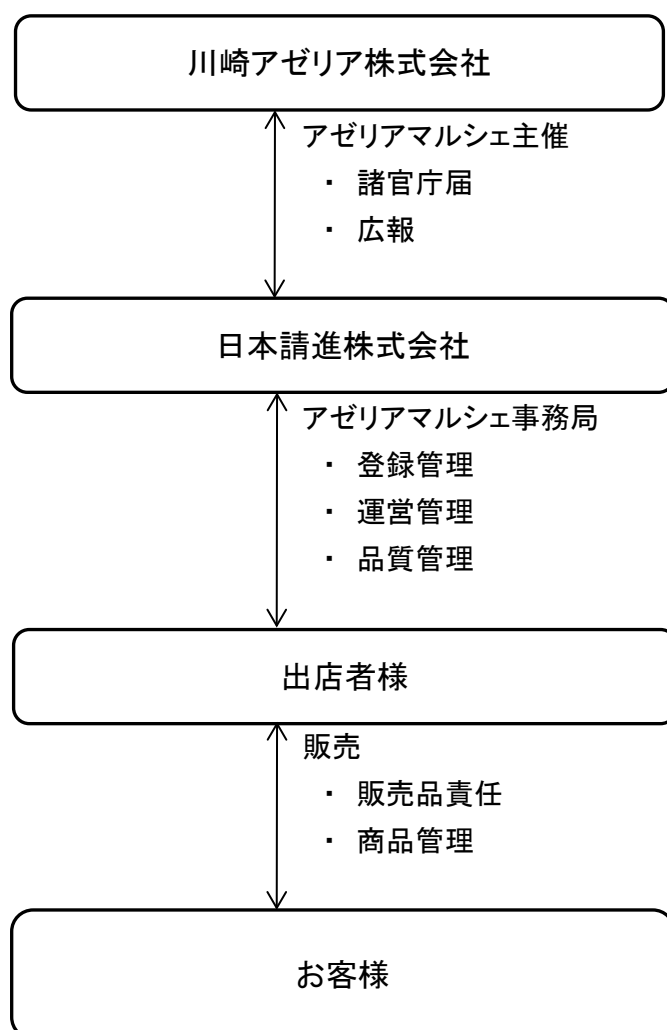 川崎アゼリア株式会社
アゼリアマルシェ主催
・ 諸官庁届
・ 広報
日本請進株式会社
アゼリアマルシェ事務局
・ 登録管理
・ 運営管理
・ 品質管理
出店者様
販売
・ 販売品責任
・ 商品管理
お客様